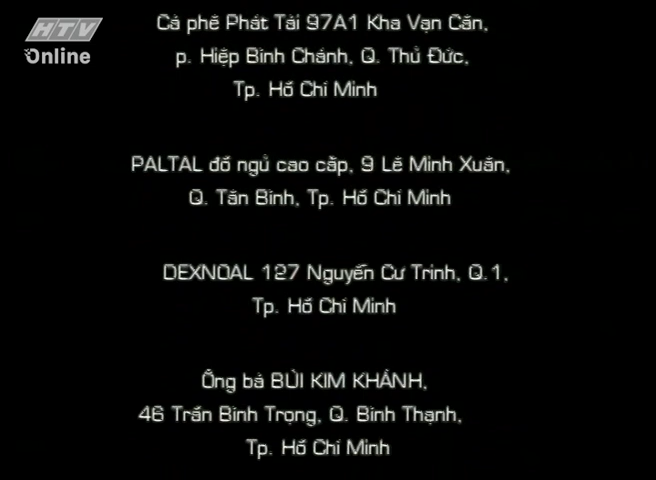 HTV
Online
Cà phê Phát Tài 97A1 Kha Vạn Cân,
p. Hiệp Bình Chánh, Q. Thủ Đức,
Tp. Hồ Chí Minh
PALTAL đồ ngủ cao cấp, 9 Lê Minh Xuân,
Q. Tân Bình, Tp. Hồ Chí Minh
DEXNOAL 127 Nguyễn Cư Trinh, Q.1,
Tp. Hồ Chí Minh
Ông bà BÙI KIM KHÁNH,
46 Trần Bình Trọng, Q. Bình Thạnh,
Tp. Hồ Chí Minh